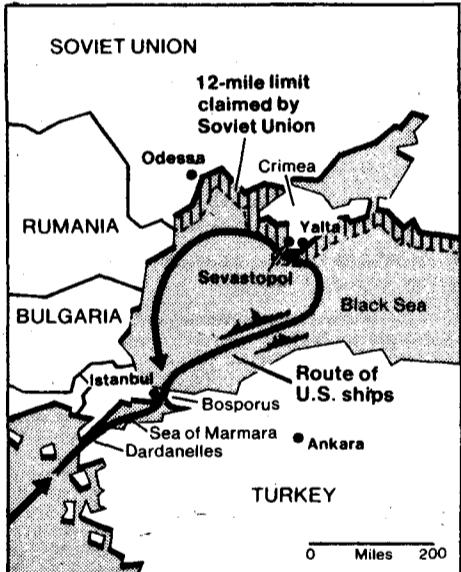 SOVIET UNION
12-mile limit
claimed by
Soviet Union
Odessa
Crimea
RUMANIA
Yalta
Sevastopol
BULGARIA
Black Sea
Istanbul
Route of
U.S. ships
Bosporus
Sea of Marmara
Dardanelles
Ankara
TURKEY
0 Miles 200